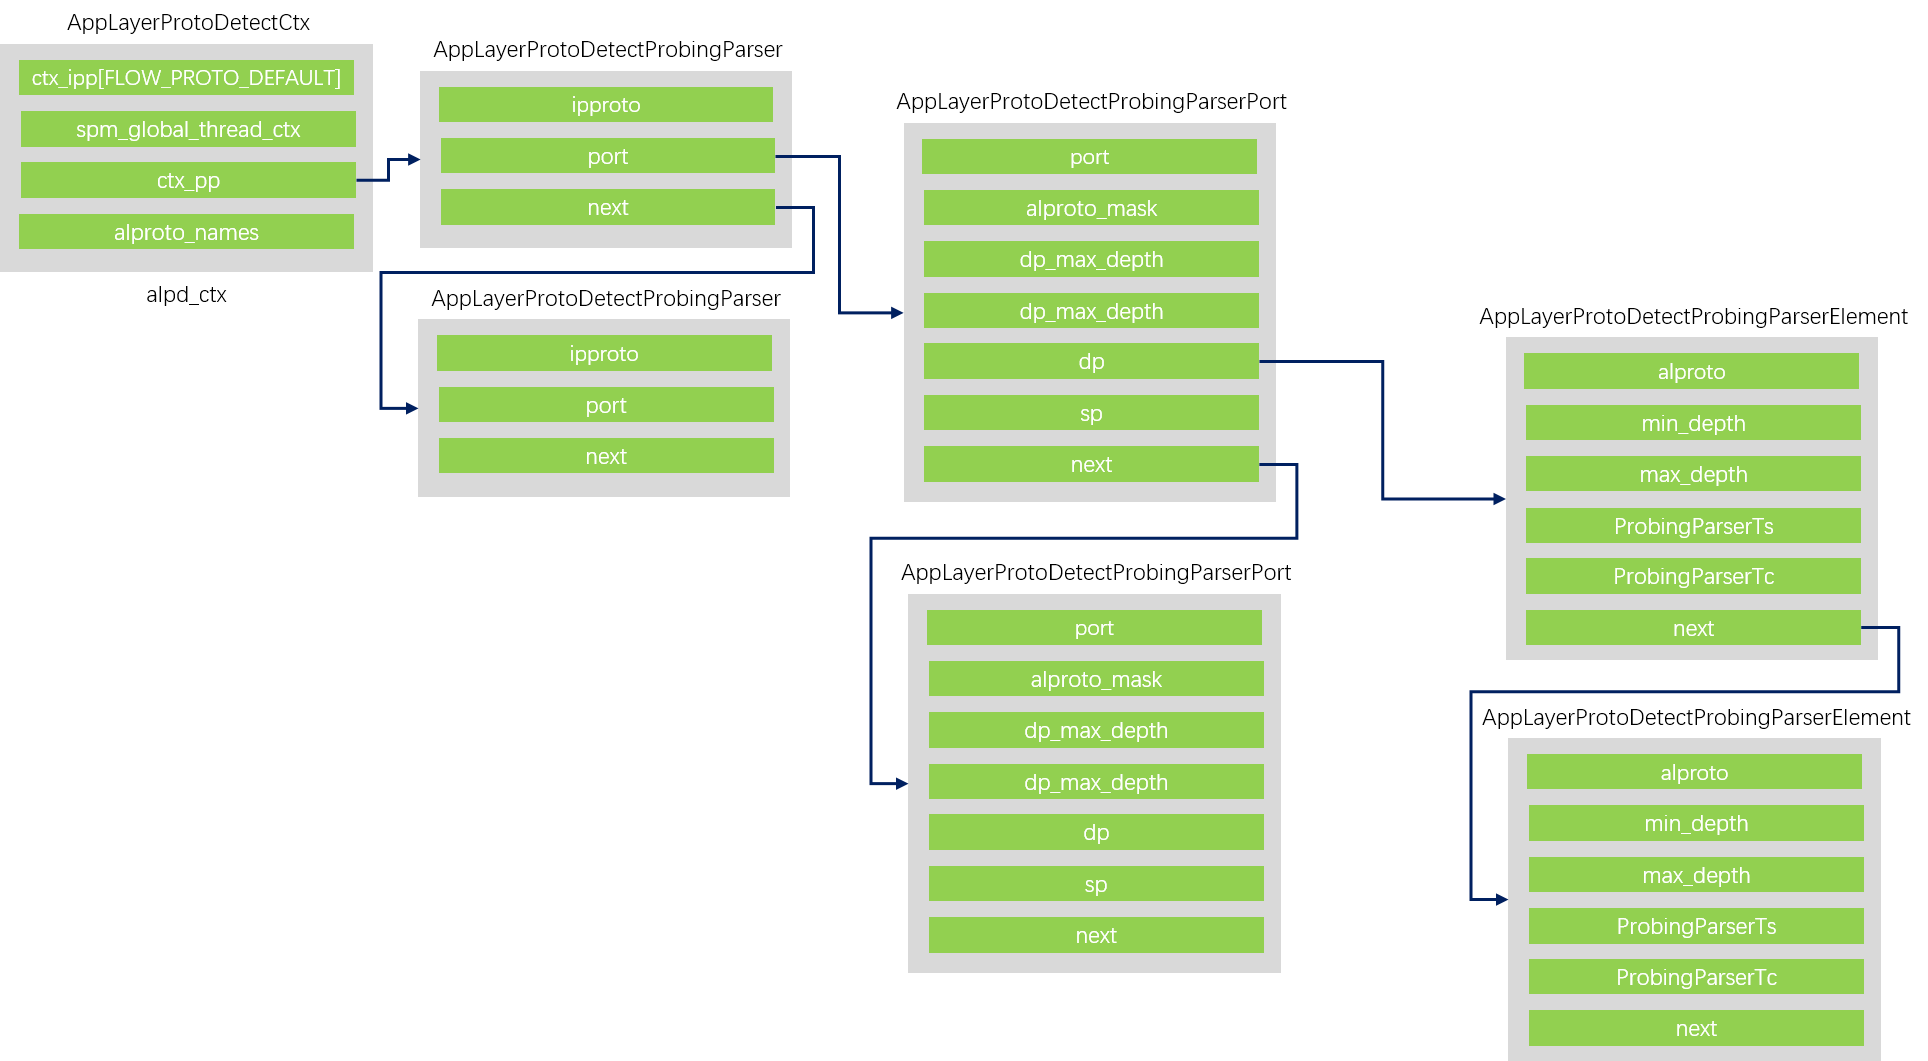 AppLayerProtoDetectCtx
ctx_ipp[FLOW_PROTO_DEFAULT]
spm_global_thread_ctx
ctx_pp
alproto_names
alpd_ctx
AppLayerProtoDetectProbingParser
ipproto
port
next
AppLayerProtoDetectProbingParser
ipproto
port
next
AppLayerProtoDetectProbingParserPort
port
alproto_mask
dp_max_depth
dp_max_depth
dp
sp
next
AppLayerProtoDetectProbingParserPort
port
alproto_mask
dp_max_depth
dp_max_depth
dp
sp
next
AppLayerProtoDetectProbingParserElement
alproto
min_depth
max_depth
ProbingParserTs
ProbingParserTc
next
AppLayerProtoDetectProbingParserElement
alproto
min_depth
max_depth
ProbingParserTs
ProbingParserTc
next